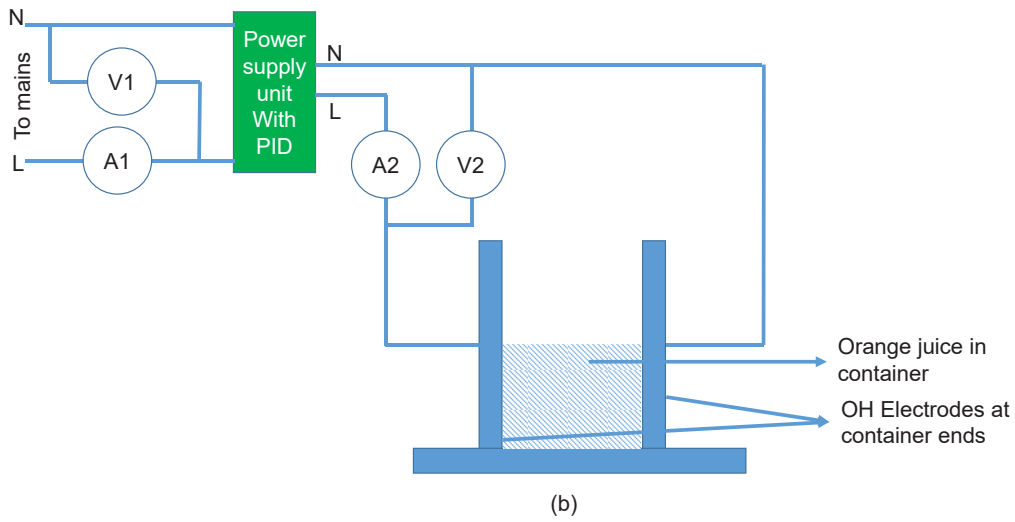 N
To mains
V1
L
A1
Power
supply
unit
With
PID
N
L
A2
V2
Orange juice in
container
OH Electrodes at
container ends
(b)